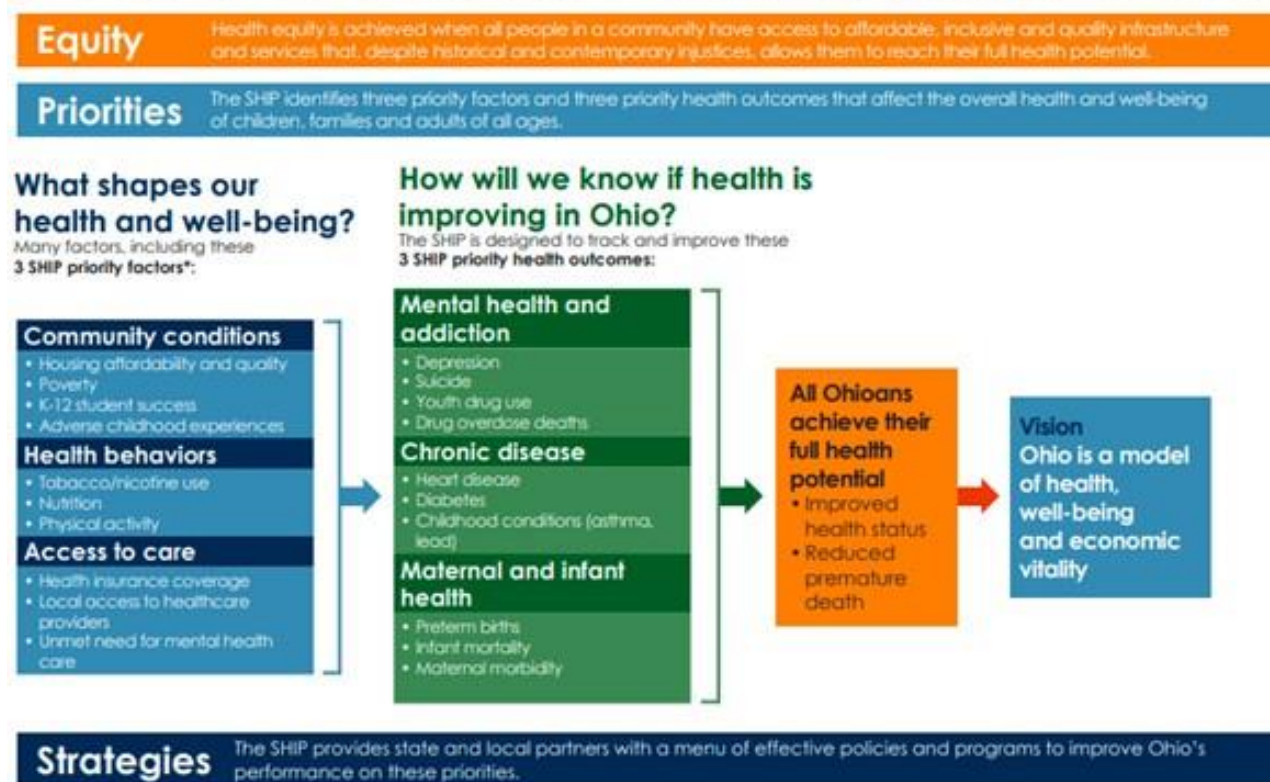 Equity
Health equity is achieved when all people in a community have access to affordable, inclusive and quality infrastructure
and services that, despite historical and contemporary injustices, allows them to reach their full health potential.
Priorities
The SHIP identifies three priority factors and three priority health outcomes that affect the overall health and well-being
of children, families and adults of all ages.
What shapes our
health and well-being?
Many factors, including these
3 SHIP priority factors*:
Community conditions
• Housing affordability and quality
• Poverty
• K-12 student success
• Adverse childhood experiences
Health behaviors
• Tobacco/nicotine use
• Nutrition
• Physical activity
Access to care
• Health insurance coverage
• Local access to healthcare
providers
• Unmet need for mental health
care
How will we know if health is
improving in Ohio?
The SHIP is designed to track and improve these
3 SHIP priority health outcomes:
Mental health and
addiction
• Depression
• Suicide
• Youth drug use
• Drug overdose deaths
Chronic disease
• Heart disease
• Diabetes
• Childhood conditions (asthma,
lead)
Maternal and infant
health
• Preterm births
• Infant mortality
• Maternal morbidity
All Ohioans
achieve their
full health
potential
• Improved
health status
• Reduced
premature
death
Vision
Ohio is a model
of health,
well-being
and economic
vitality
Strategies
The SHIP provides state and local partners with a menu of effective policies and programs to improve Ohio's
performance on these priorities.